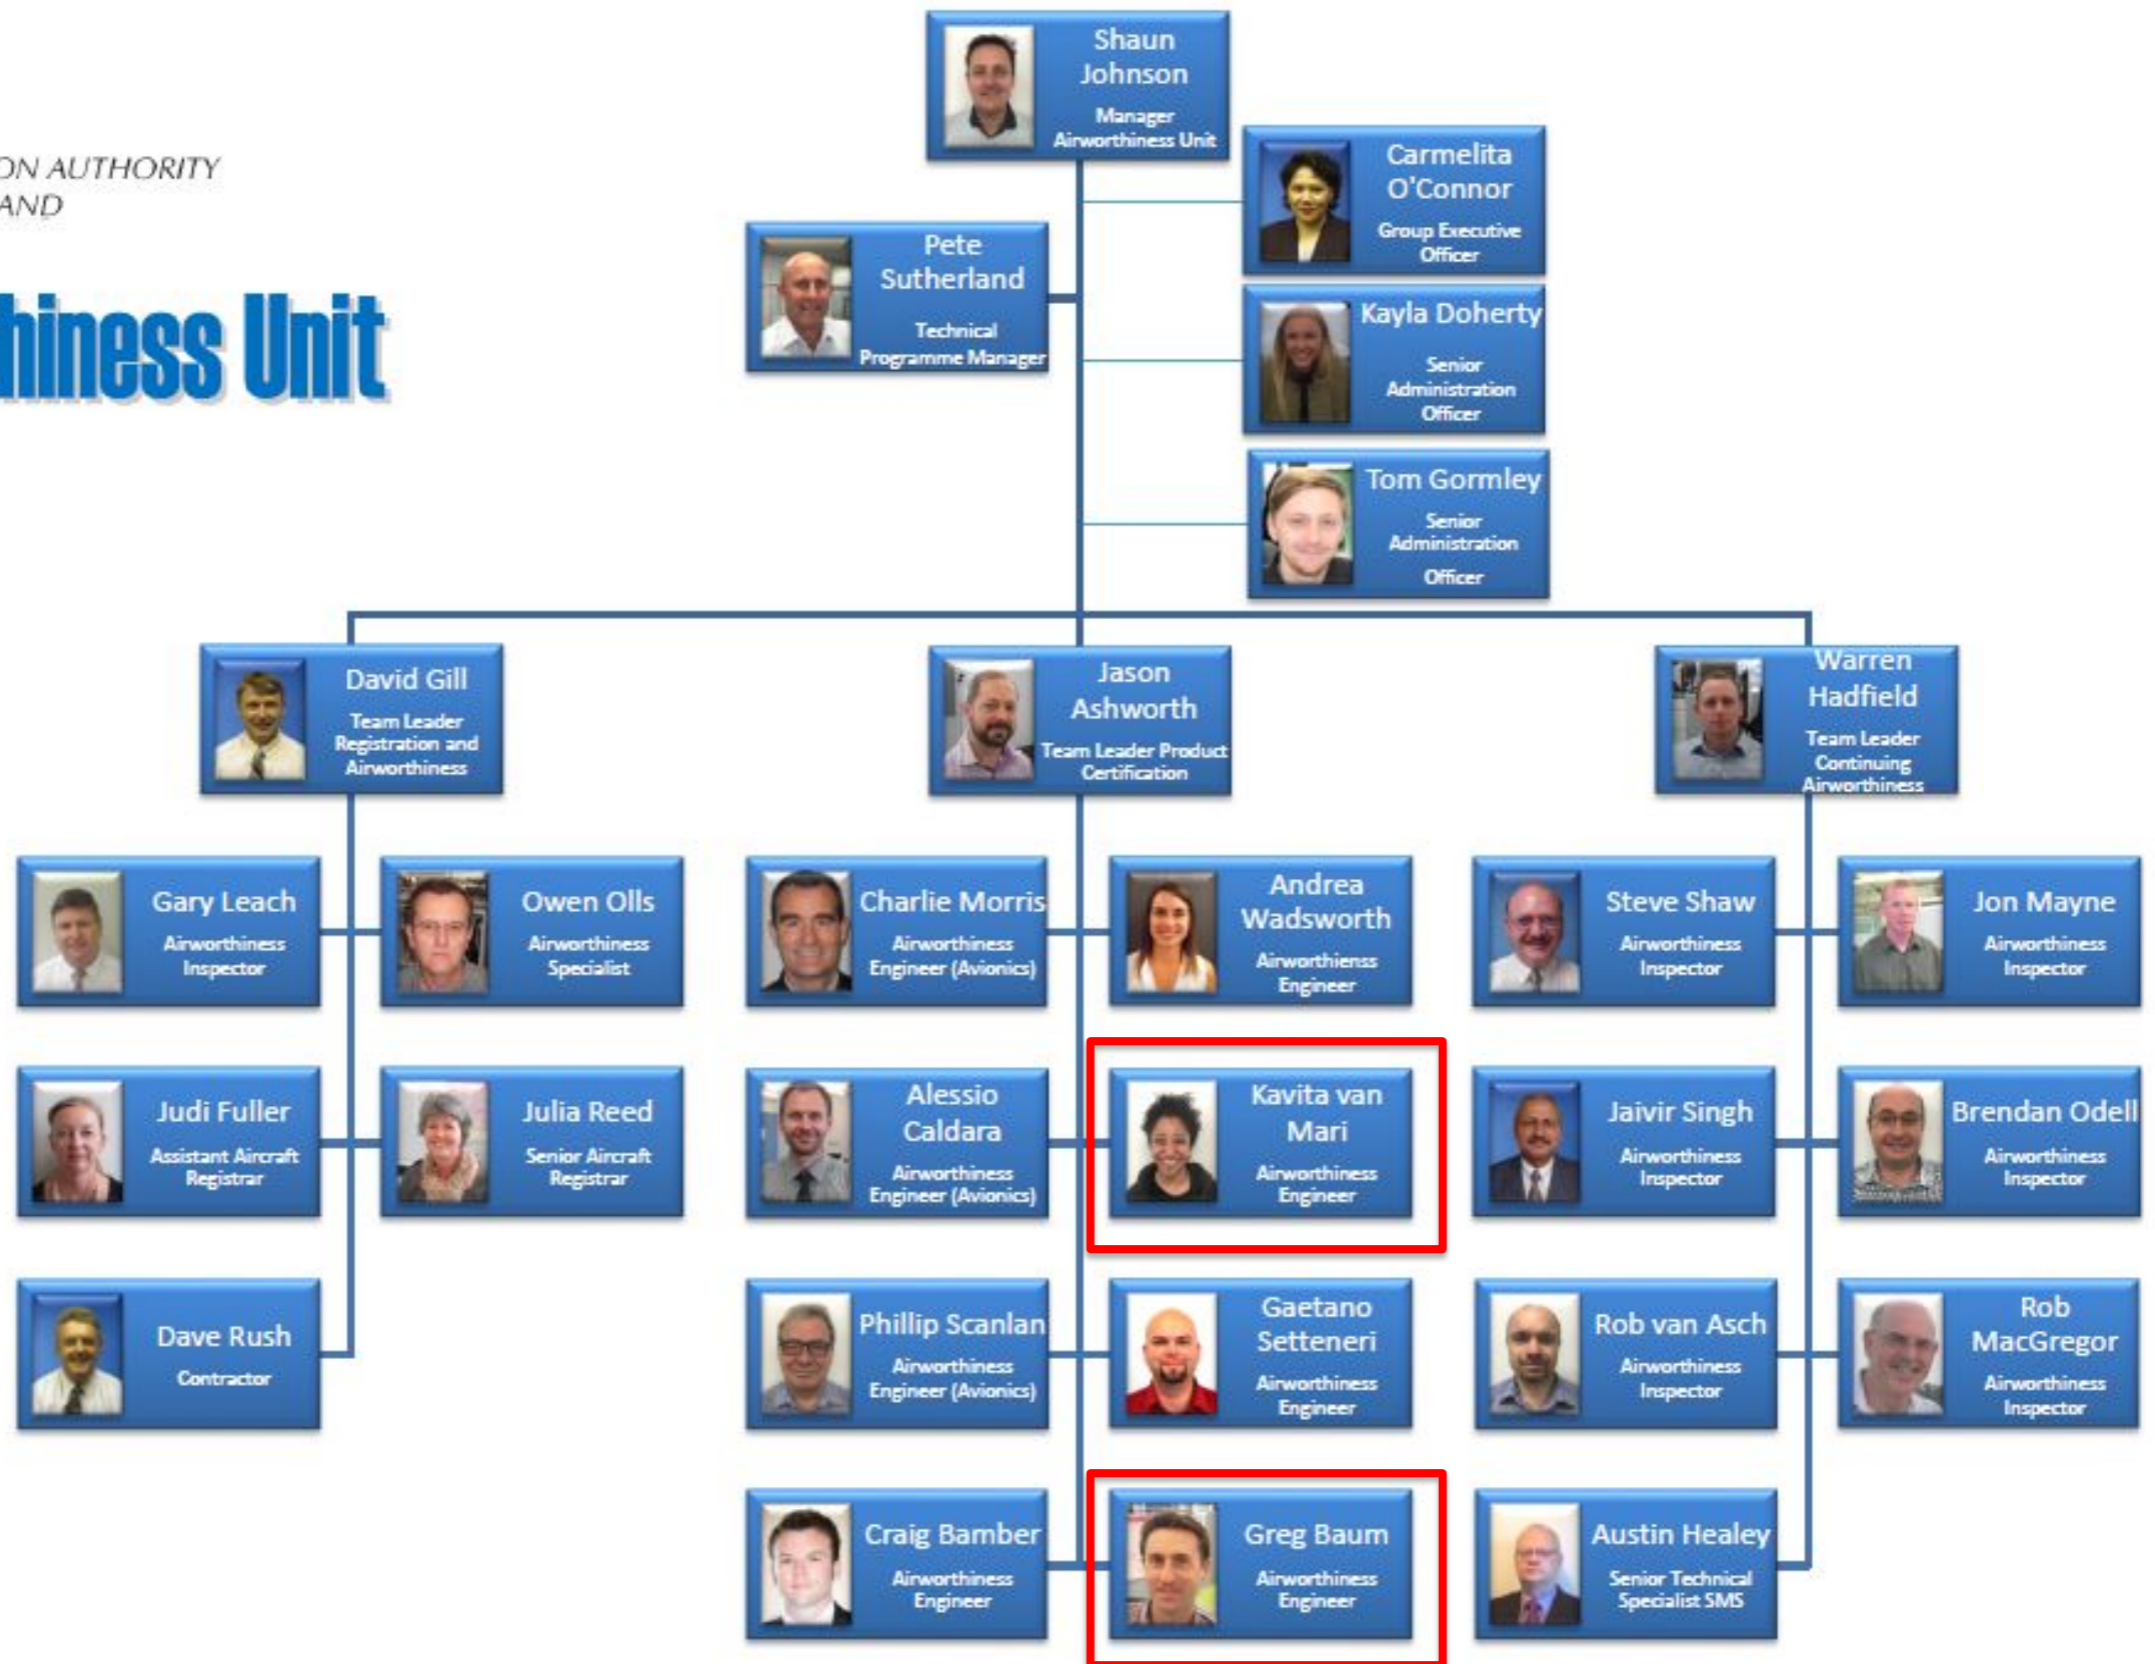 Shaun
Johnson
Manager
Airworthiness Unit
ON AUTHORITY
AND
Carmelita
O'Connor
Group Executive
Officer
Pete
Sutherland
Technical
Programme Manager
hiness Unit
Kayla Doherty
Senior
Administration
Officer
Tom Gormley
Senior
Administration
Officer
David Gill
Team Leader
Registration and
Airworthiness
Jason
Ashworth
Team Leader Product
Certification
Warren
Hadfield
Team Leader
Continuing
Airworthiness
Gary Leach
Airworthiness
Inspector
Owen Olls
Airworthiness
Specialist
Charlie Morris
Airworthiness
Engineer (Avionics)
Andrea
Wadsworth
Airworthienss
Engineer
Steve Shaw
Airworthiness
Inspector
Jon Mayne
Airworthiness
Inspector
Judi Fuller
Assistant Aircraft
Registrar
Julia Reed
Senior Aircraft
Registrar
Alessio
Caldara
Airworthiness
Engineer (Avionics)
Kavita van
Mari
Airworthiness
Engineer
Jaivir Singh
Airworthiness
Inspector
Brendan Odell
Airworthiness
Inspector
Dave Rush
Contractor
Phillip Scanlan
Airworthiness
Engineer (Avionics)
Gaetano
Setteneri
Airworthiness
Engineer
Rob van Asch
Airworthiness
Inspector
Rob
MacGregor
Airworthiness
Inspector
Craig Bamber
Airworthiness
Engineer
Greg Baum
Airworthiness
Engineer
Austin Healey
Senior Technical
Specialist SMS